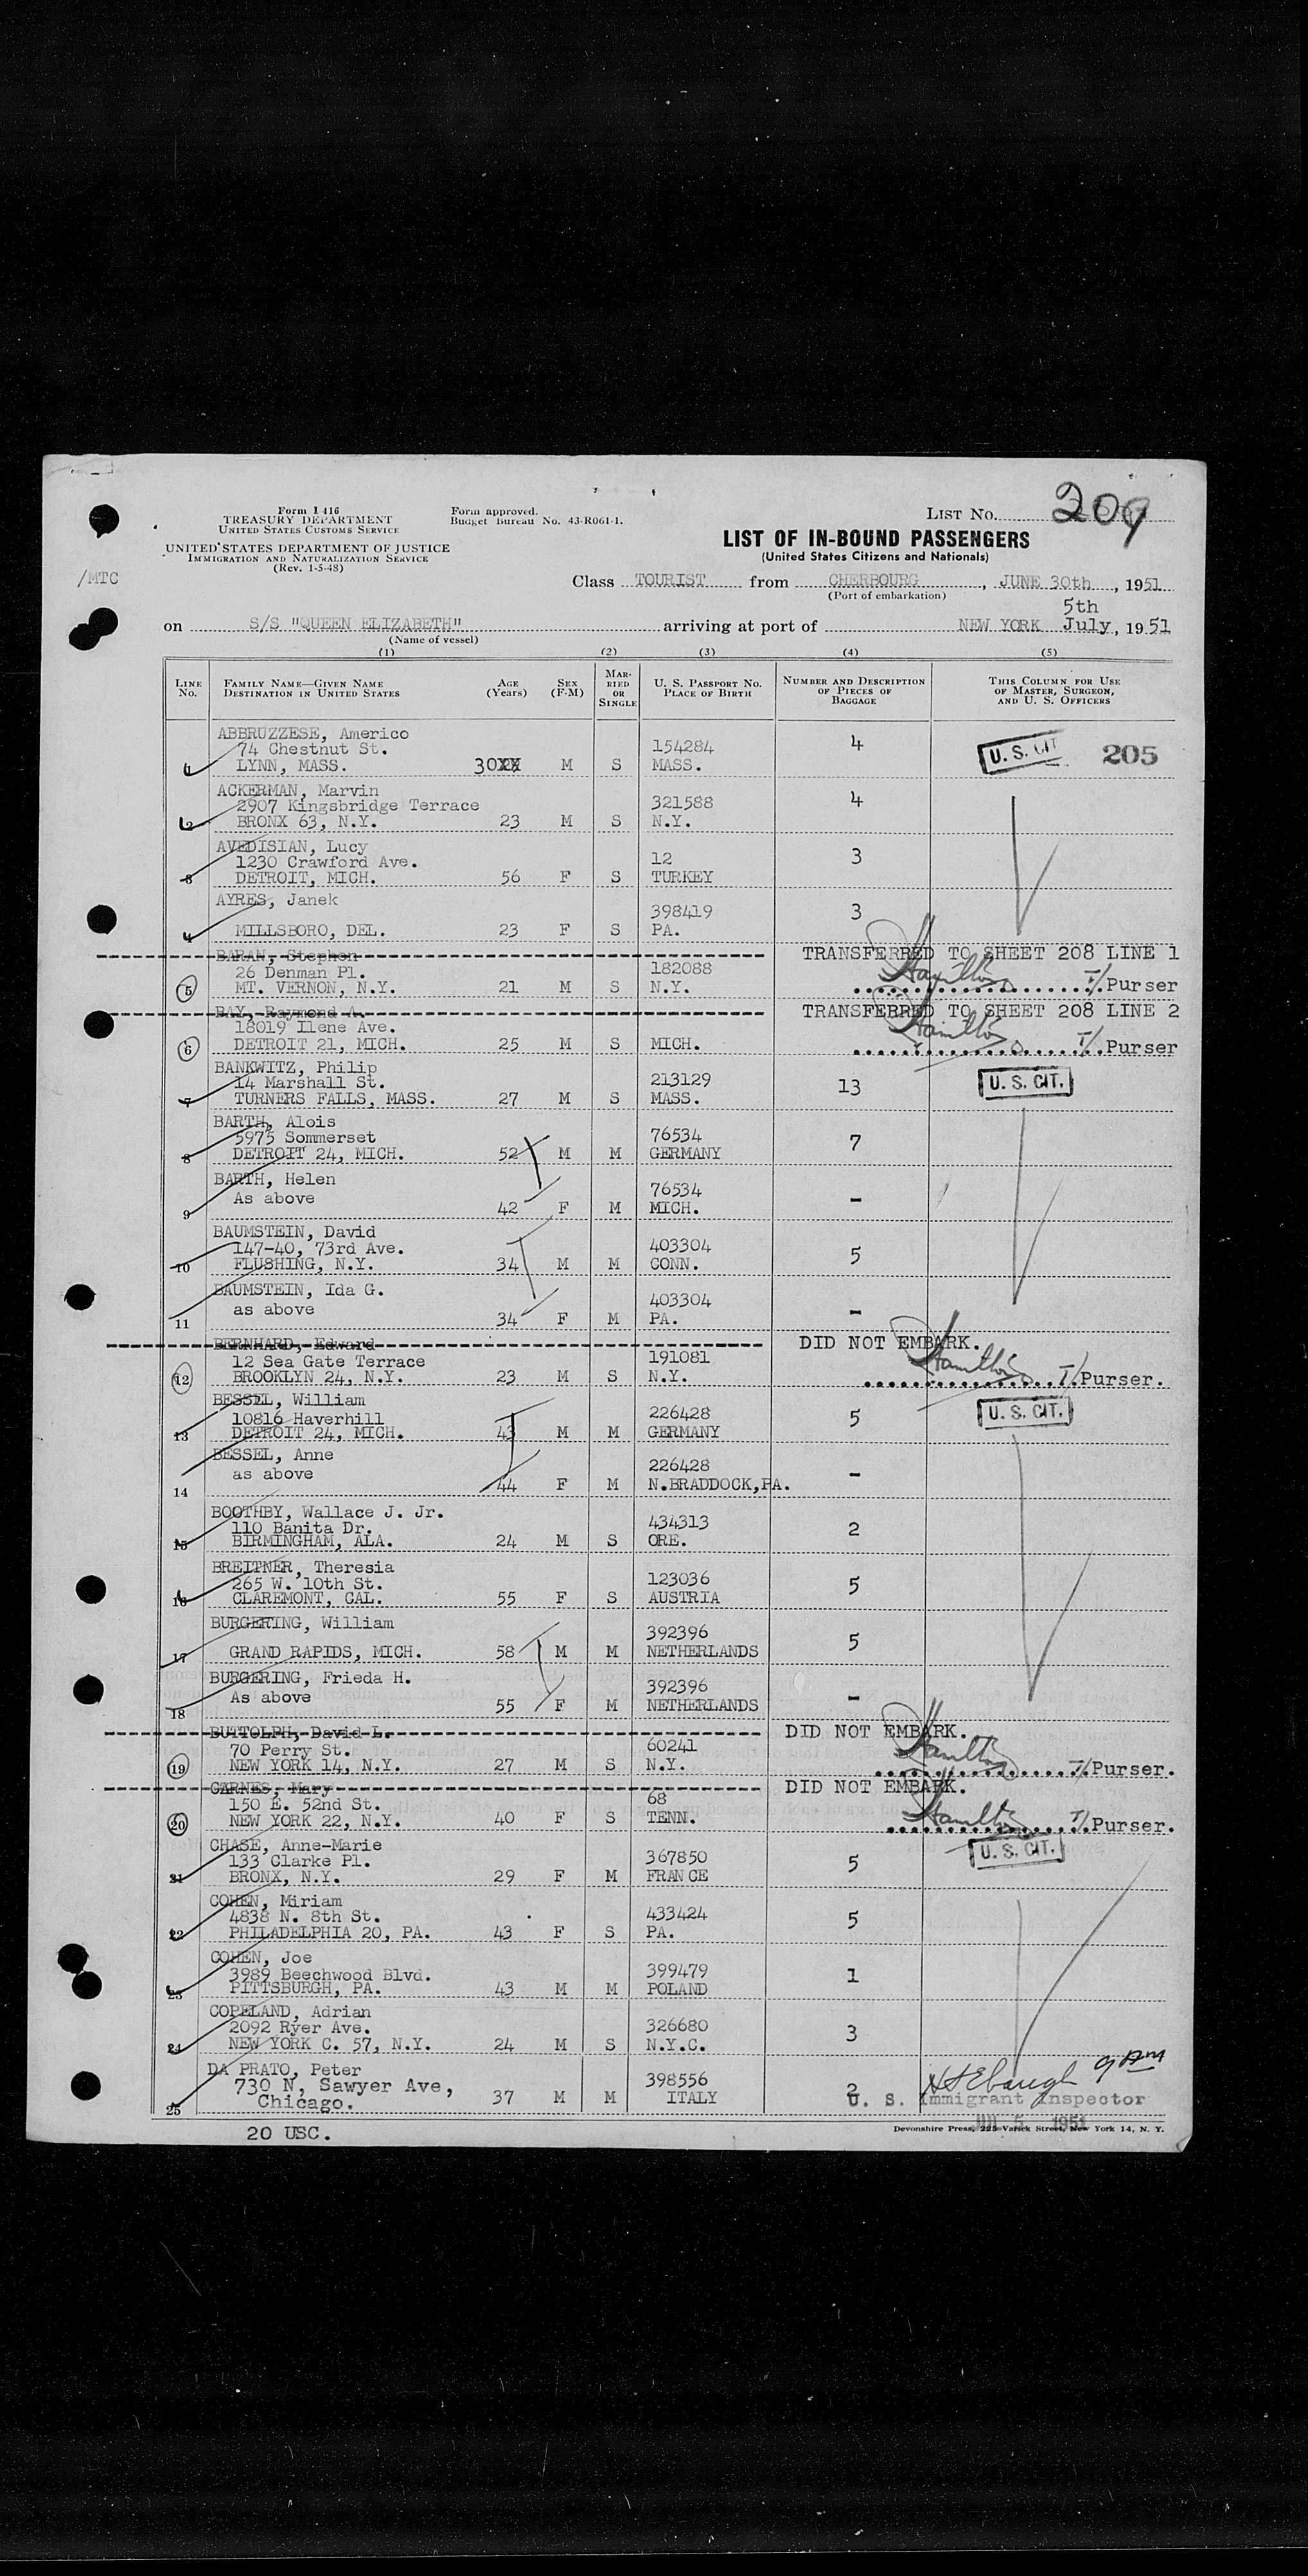 209
Form I 416
TREASURY DEPARTMENT
UNITED STATES CUSTOMS SERVICE
UNITED STATES DEPARTMENT OF JUSTICE
IMMIGRATION AND NATURALIZATION SERVICE
(Rev. 1-5-48)
Form approved.
Budget Bureau No. 43-R061-1.
LIST NO.
LIST OF IN-BOUND PASSENGERS
(United States Citizens and Nationals)
/MTC
Class TOURIST from CHERBOURG, JUNE 30th, 1951
(Port of embarkation)
5th
on S/S "QUEEN ELIZABETH" arriving at port of NEW YORK July, 1951
(Name of vessel)
(1) (2) (3) (4) (5)
LINE NO. FAMILY NAME—GIVEN NAME DESTINATION IN UNITED STATES AGE (Years) SEX (F-M) MARRIED OR SINGLE U. S. PASSPORT NO. PLACE OF BIRTH NUMBER AND DESCRIPTION OF PIECES OF BAGGAGE THIS COLUMN FOR USE OF MASTER, SURGEON, AND U. S. OFFICERS
ABBRUZZESE, Americo
74 Chestnut St. 154284 4 U. S. CIT 205
1 LYNN, MASS. 30XX M S MASS.
ACKERMAN, Marvin
2907 Kingsbridge Terrace 321588 4
2 BRONX 63, N.Y. 23 M S N.Y.
AVEDISIAN, Lucy
1230 Crawford Ave. 12 3
3 DETROIT, MICH. 56 F S TURKEY
AYRES, Janek
398419 3
4 MILLSBORO, DEL. 23 F S PA.
BARAN, Stephen TRANSFERRED TO SHEET 208 LINE 1
26 Denman Pl. 182088 Hamilton
5 MT. VERNON, N.Y. 21 M S N.Y. T/Purser
BAY, Raymond A. TRANSFERRED TO SHEET 208 LINE 2
18019 Ilene Ave. Hamilton
6 DETROIT 21, MICH. 25 M S MICH. T/Purser
BANKWITZ, Philip
14 Marshall St. 213129 13 U. S. CIT.
7 TURNERS FALLS, MASS. 27 M S MASS.
BARTH, Alois
5975 Sommerset 76534 7
8 DETROIT 24, MICH. 52 M M GERMANY
BARTH, Helen
As above 76534 -
9 42 F M MICH.
BAUMSTEIN, David
147-40, 73rd Ave. 403304 5
10 FLUSHING, N.Y. 34 M M CONN.
BAUMSTEIN, Ida G.
as above 403304 -
11 34 F M PA.
BERNHARD, Edward DID NOT EMBARK.
12 Sea Gate Terrace 191081 Hamilton
12 BROOKLYN 24, N.Y. 23 M S N.Y. T/Purser.
BESSEL, William
10816 Haverhill 226428 5 U. S. CIT.
13 DETROIT 24, MICH. 43 M M GERMANY
BESSEL, Anne
as above 226428 -
14 44 F M N.BRADDOCK,PA.
BOOTHBY, Wallace J. Jr.
110 Banita Dr. 434313 2
15 BIRMINGHAM, ALA. 24 M S ORE.
BREITNER, Theresia
265 W. 10th St. 123036 5
16 CLAREMONT, CAL. 55 F S AUSTRIA
BURGERING, William
392396 5
17 GRAND RAPIDS, MICH. 58 M M NETHERLANDS
BURGERING, Frieda H.
As above 392396 -
18 55 F M NETHERLANDS
BUTTOLPH, David L. DID NOT EMBARK.
70 Perry St. 60241 Hamilton
19 NEW YORK 14, N.Y. 27 M S N.Y. T/Purser.
CARNES, Mary DID NOT EMBARK.
150 E. 52nd St. 68 Hamilton
20 NEW YORK 22, N.Y. 40 F S TENN. T/Purser.
CHASE, Anne-Marie U. S. CIT.
133 Clarke Pl. 367850 5
21 BRONX, N.Y. 29 F M FRANCE
COHEN, Miriam
4838 N. 8th St. 433424 5
22 PHILADELPHIA 20, PA. 43 F S PA.
COHEN, Joe
3989 Beechwood Blvd. 399479 1
23 PITTSBURGH, PA. 43 M M POLAND
COPELAND, Adrian
2092 Ryer Ave. 326680 3
24 NEW YORK C. 57, N.Y. 24 M S N.Y.C.
DA PRATO, Peter
730 N, Sawyer Ave, 398556 2
25 Chicago. 37 M M ITALY U. S. Immigrant Inspector
20 USC. 5 1951
Devonshire Press, 225 Varick Street, New York 14, N. Y.